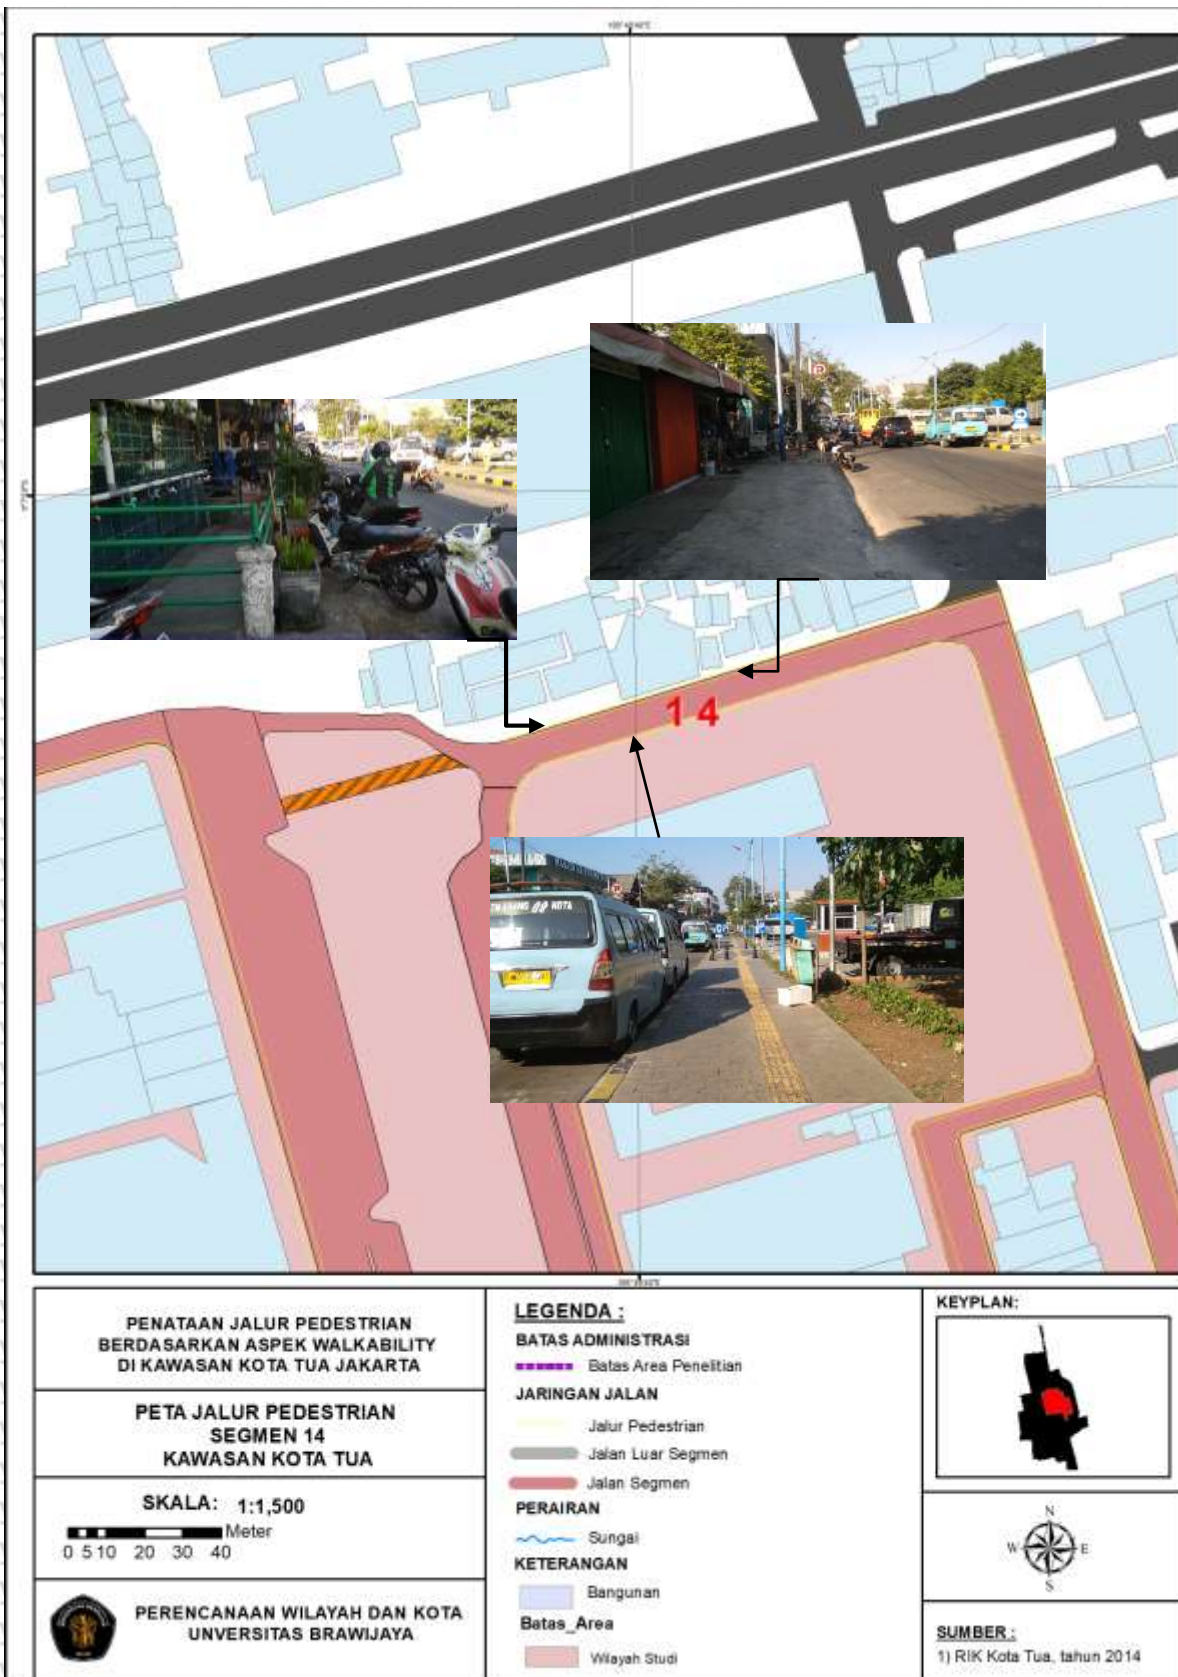 14
KOTA
PENATAAN JALUR PEDESTRIAN
BERDASARKAN ASPEK WALKABILITY
DI KAWASAN KOTA TUA JAKARTA
PETA JALUR PEDESTRIAN
SEGMEN 14
KAWASAN KOTA TUA
SKALA: 1:1,500
Meter
0 5 10 20 30 40
PERENCANAAN WILAYAH DAN KOTA
UNVERSITAS BRAWIJAYA
LEGENDA :
BATAS ADMINISTRASI
Batas Area Penelitian
JARINGAN JALAN
Jalur Pedestrian
Jalan Luar Segmen
Jalan Segmen
PERAIRAN
Sungai
KETERANGAN
Bangunan
Batas_Area
Wilayah Studi
KEYPLAN:
N
W E
S
SUMBER :
1) RIK Kota Tua, tahun 2014